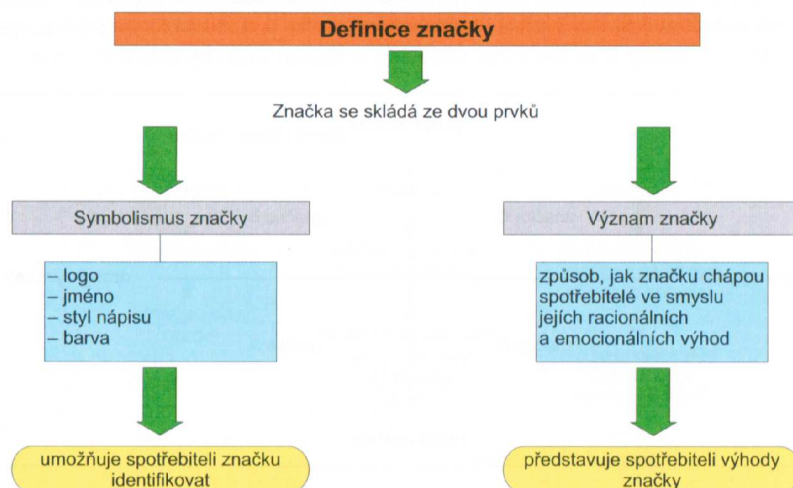 Definice značky
Značka se skládá ze dvou prvků
Symbolismus značky
– logo
– jméno
– styl nápisu
– barva
umožňuje spotřebiteli značku
identifikovat
Význam značky
způsob, jak značku chápou
spotřebitelé ve smyslu
jejích racionálních
a emocionálních výhod
představuje spotřebiteli výhody
značky